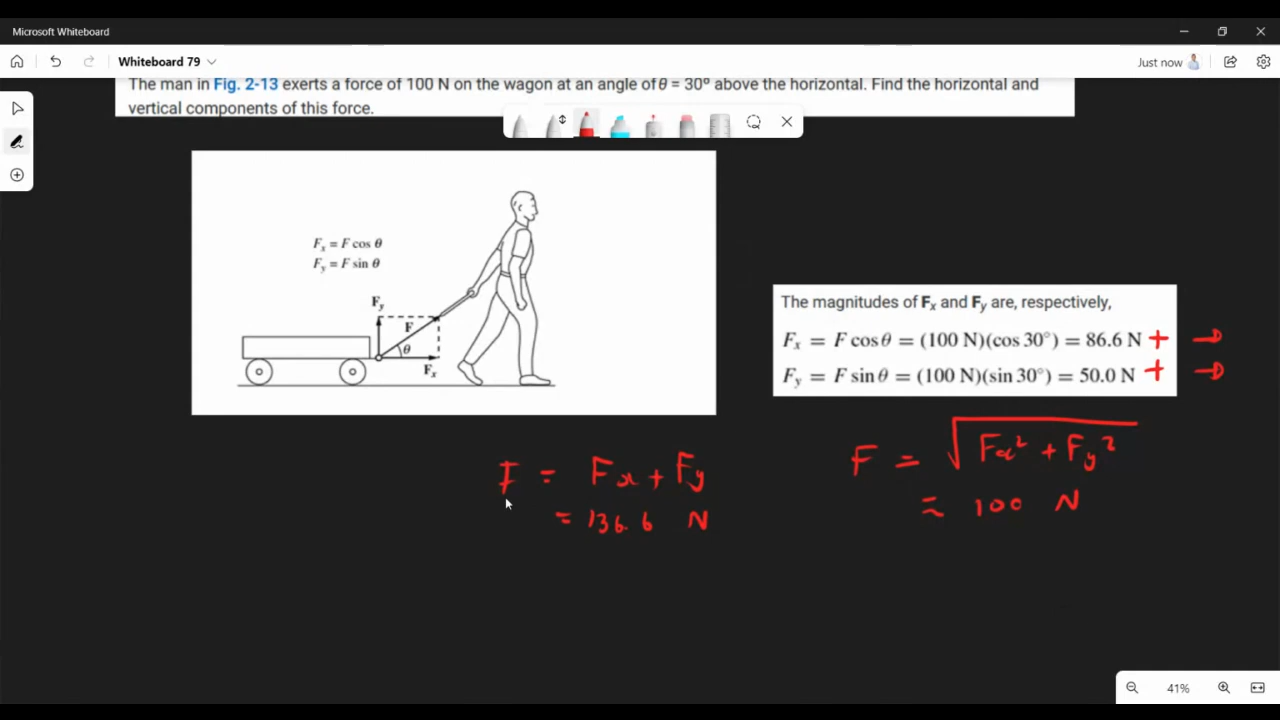 Microsoft Whiteboard
Whiteboard 79
Just now
The man in Fig. 2-13 exerts a force of 100 N on the wagon at an angle of θ = 30° above the horizontal. Find the horizontal and
vertical components of this force.
Fx = F cos θ
Fy = F sin θ
Fy
F
θ
Fx
The magnitudes of Fx and Fy are, respectively,
Fx = F cos θ = (100 N)(cos 30°) = 86.6 N +
Fy = F sin θ = (100 N)(sin 30°) = 50.0 N +
F = Fx + Fy
= 136.6 N
F = √Fx² + Fy²
= 100 N
41%